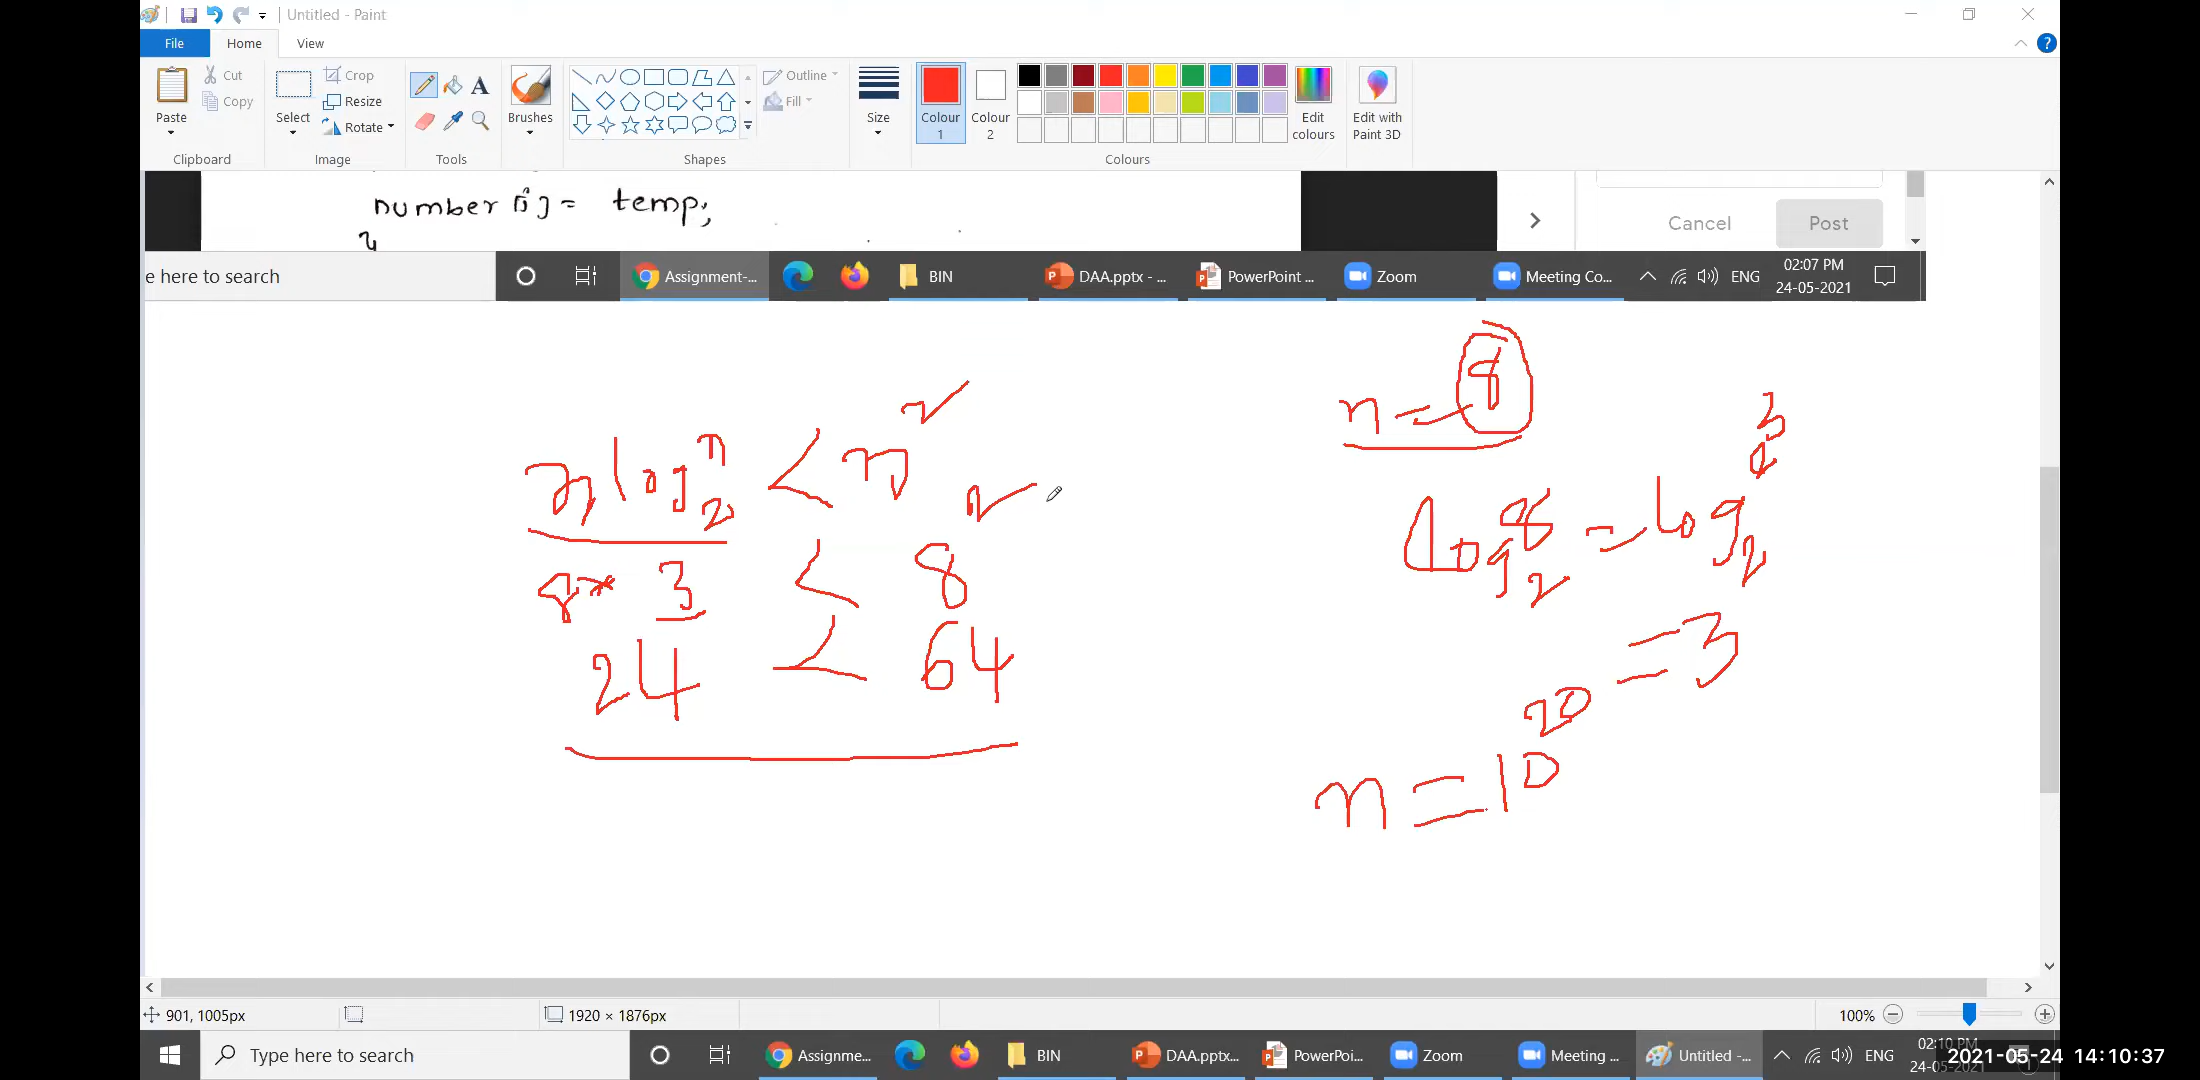 Untitled - Paint
File Home View
Cut
Copy
Paste
Clipboard
Crop
Resize
Rotate
Select
Image
Tools
Brushes
Shapes
Outline
Fill
Size
Colour 1
Colour 2
Edit colours
Colours
Edit with Paint 3D
number [j] = temp;
}
Cancel Post
e here to search
Assignment-...
BIN
DAA.pptx - ...
PowerPoint ...
Zoom
Meeting Co...
ENG
02:07 PM
24-05-2021
n log₂ n < n²
8 * 3 < 8²
24 < 64
n = 8
log₂ 8 = log₂ 2³
= 3
20
n = 10
901, 1005px
1920 × 1876px
100%
Type here to search
Assignme...
BIN
DAA.pptx...
PowerPoi...
Zoom
Meeting ...
Untitled -...
ENG
02:10 PM
24-05-
2021-05-24 14:10:37